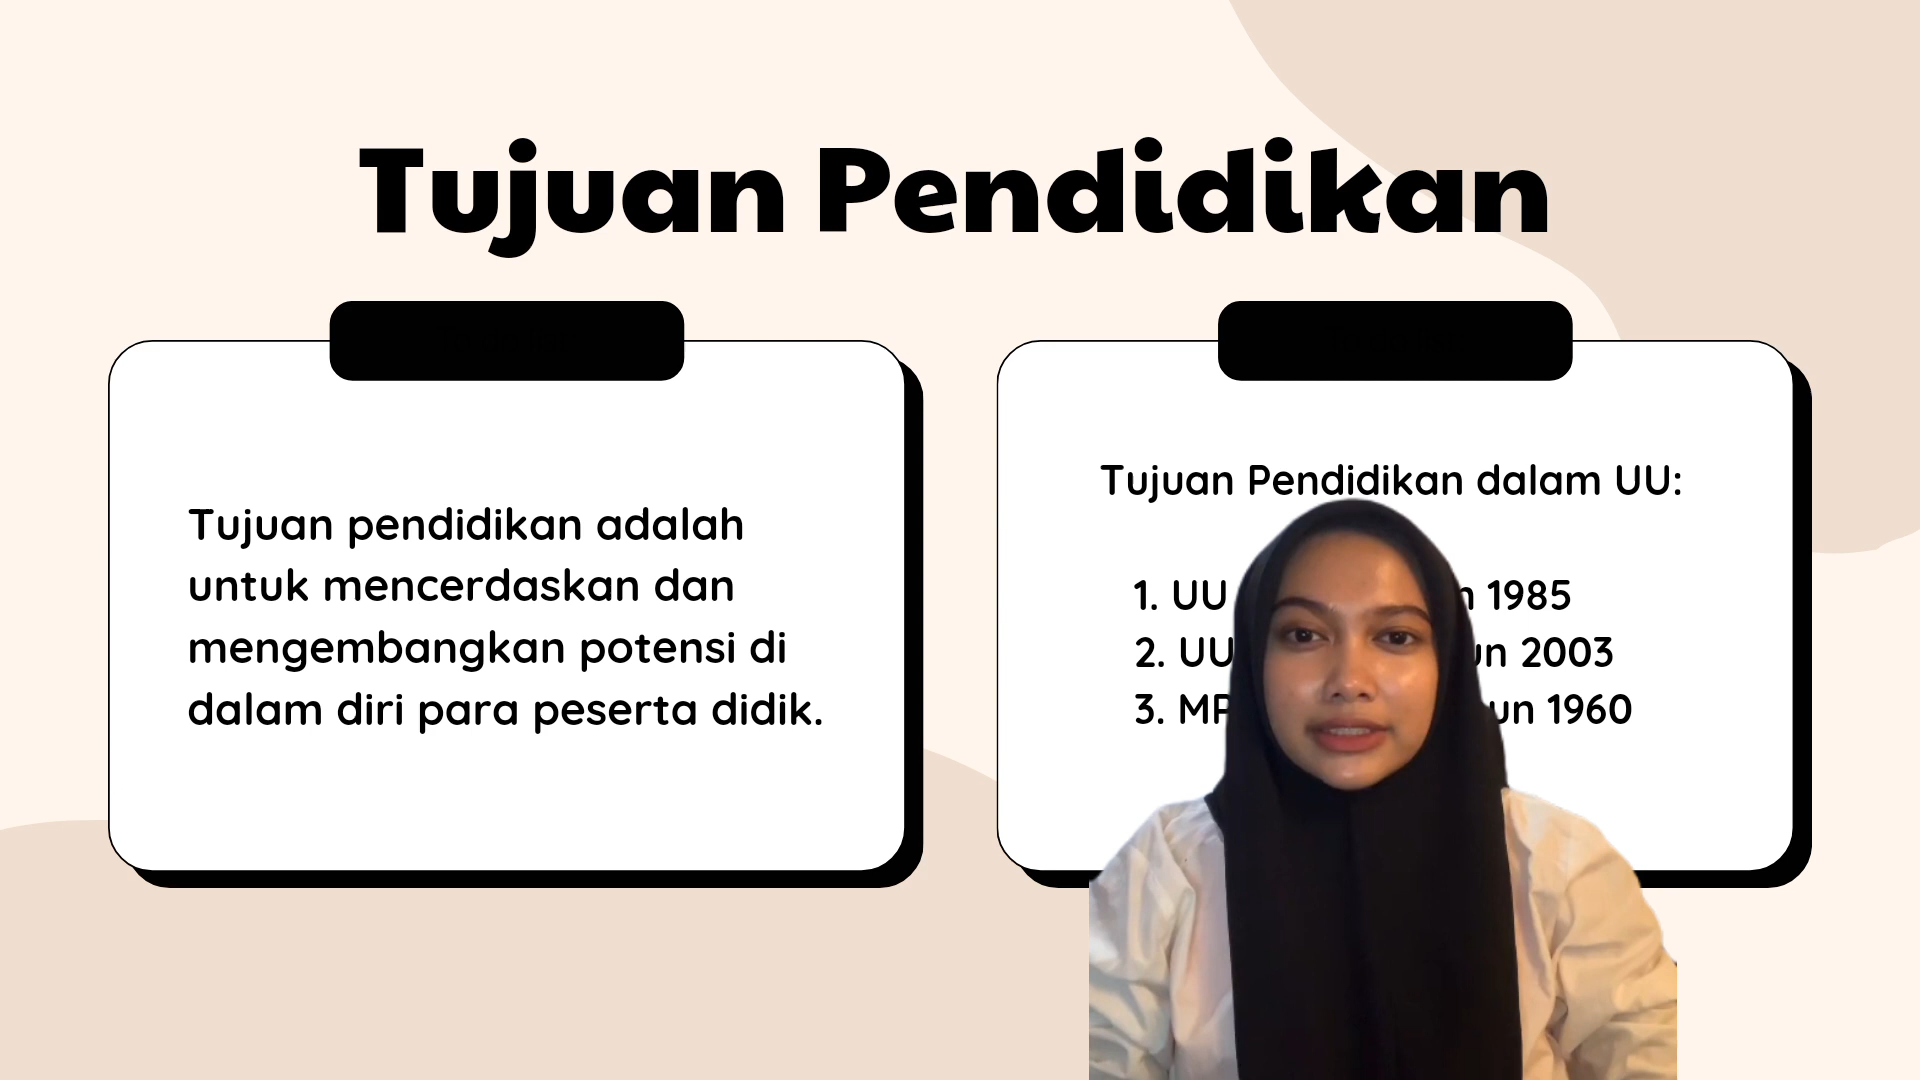 Tujuan Pendidikan
Tujuan pendidikan adalah
untuk mencerdaskan dan
mengembangkan potensi di
dalam diri para peserta didik.
Tujuan Pendidikan dalam UU:
1. UU 1985
2. UU 2003
3. 1960